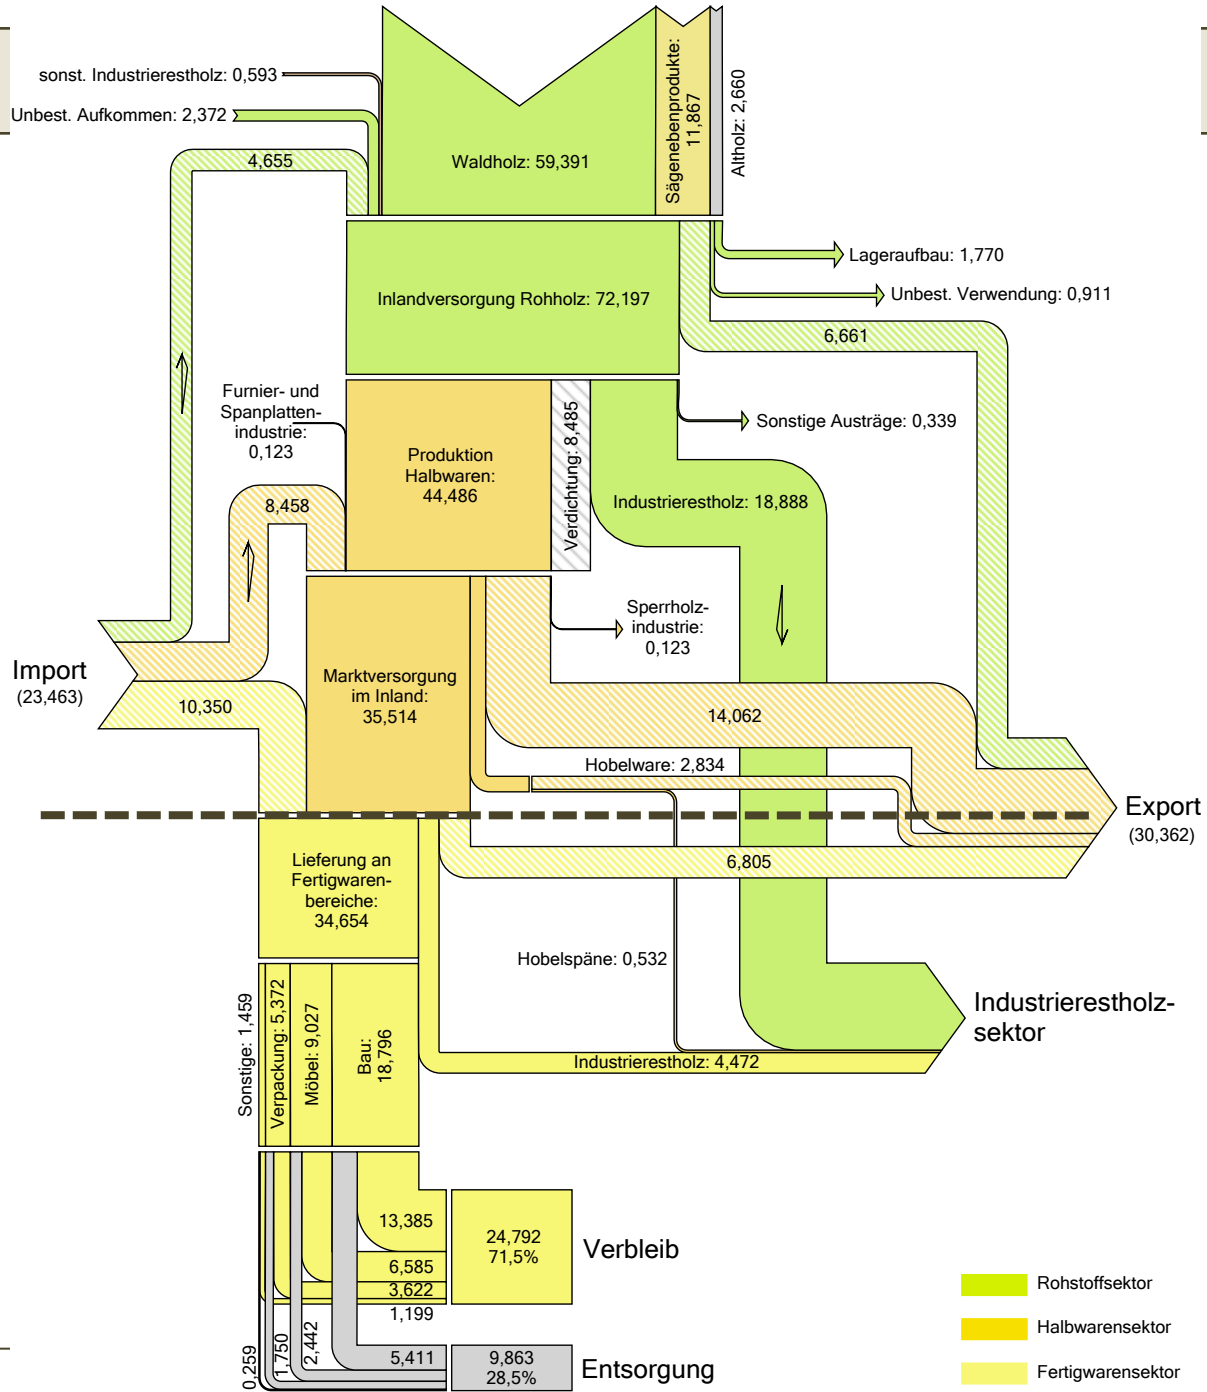 sonst. Industrierestholz: 0,593
Unbest. Aufkommen: 2,372
4,655
Waldholz: 59,391
Sägenebenprodukte:
11,867
Altholz: 2,660
Inlandversorgung Rohholz: 72,197
Lageraufbau: 1,770
Unbest. Verwendung: 0,911
6,661
Furnier- und
Spanplatten-
industrie:
0,123
Produktion
Halbwaren:
44,486
Verdichtung: 8,485
Sonstige Austräge: 0,339
Industrierestholz: 18,888
8,458
Sperrholz-
industrie:
0,123
Import
(23,463)
10,350
Marktversorgung
im Inland:
35,514
14,062
Hobelware: 2,834
Export
(30,362)
Lieferung an
Fertigwaren-
bereiche:
34,654
6,805
Hobelspäne: 0,532
Industrierestholz-
sektor
Sonstige: 1,459
Verpackung: 5,372
Möbel: 9,027
Bau:
18,796
Industrierestholz: 4,472
13,385
6,585
3,622
1,199
24,792
71,5%
Verbleib
0,259
1,750
2,442
5,411
9,863
28,5%
Entsorgung
Rohstoffsektor
Halbwarensektor
Fertigwarensektor